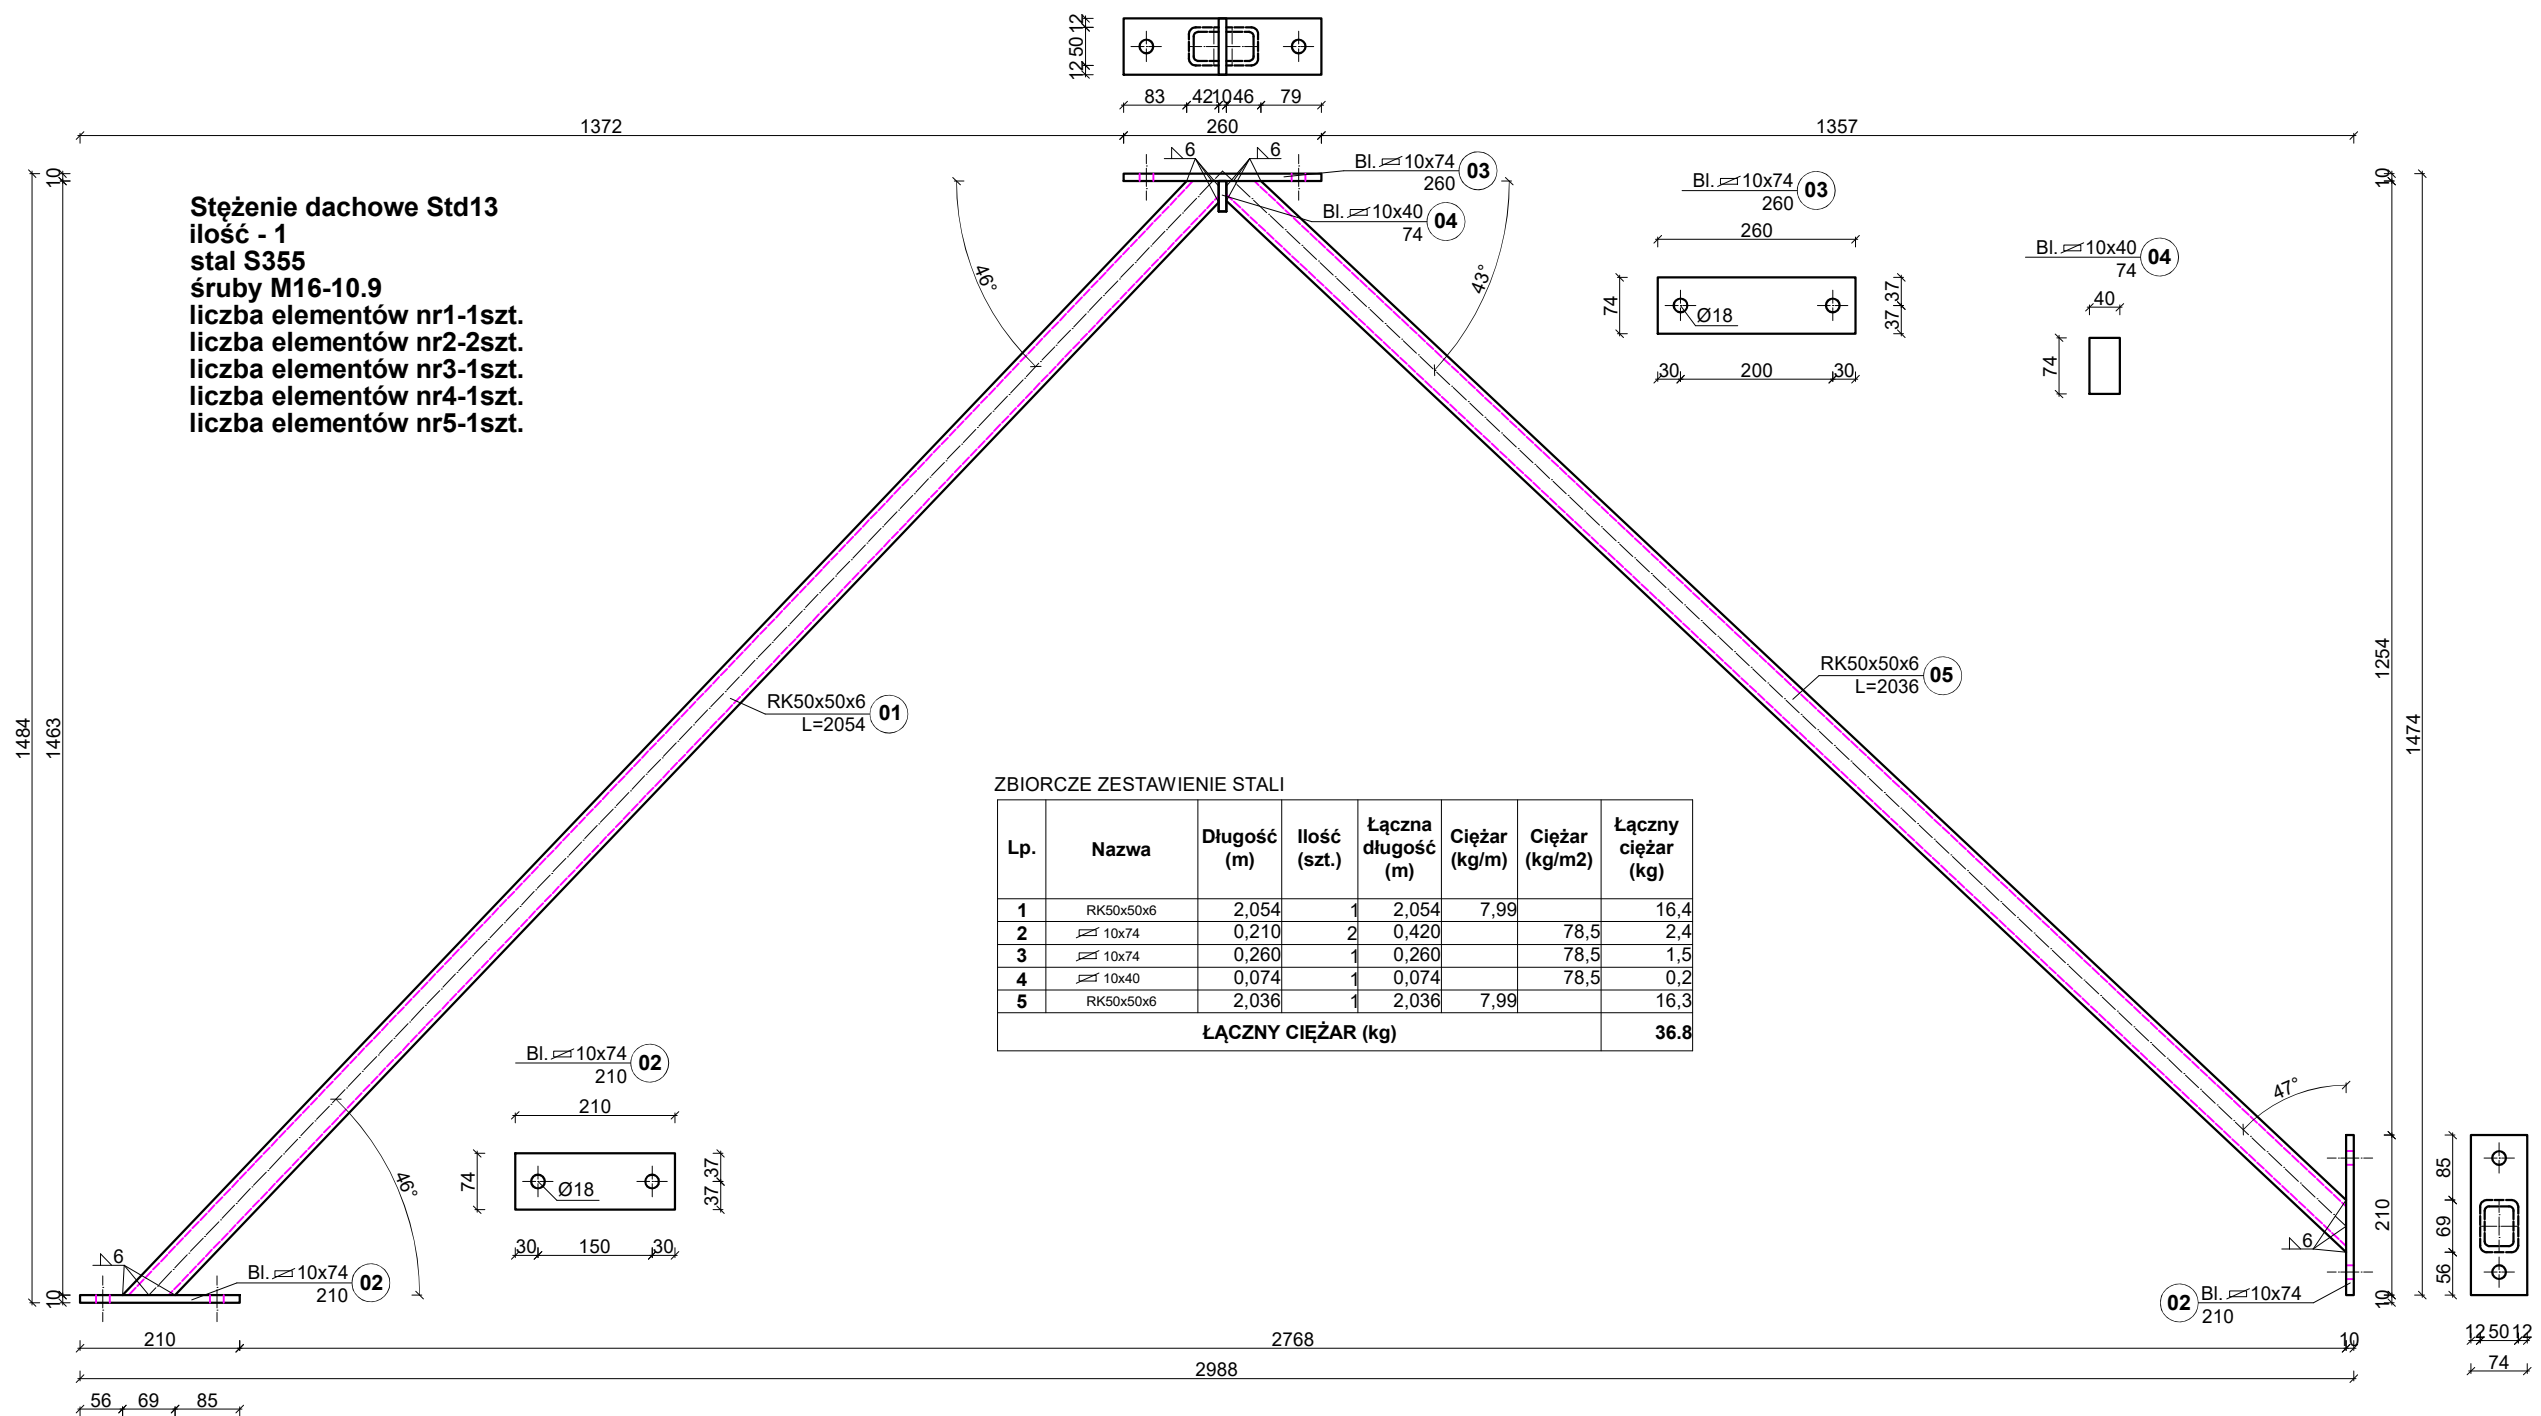 12
50
12
83
42
10
46
79
1372
260
1357
6
6
10
10
Bl. 10x74
260
03
Bl. 10x40
74
04
Bl. 10x74
260
03
260
74
Ø18
37
37
30
200
30
Bl. 10x40
74
04
40
74
Stężenie dachowe Std13
ilość - 1
stal S355
śruby M16-10.9
liczba elementów nr1-1szt.
liczba elementów nr2-2szt.
liczba elementów nr3-1szt.
liczba elementów nr4-1szt.
liczba elementów nr5-1szt.
46°
43°
RK50x50x6
L=2054
01
RK50x50x6
L=2036
05
1484
1463
1254
1474
ZBIORCZE ZESTAWIENIE STALI
Lp. Nazwa Długość (m) Ilość (szt.) Łączna długość (m) Ciężar (kg/m) Ciężar (kg/m2) Łączny ciężar (kg)
1 RK50x50x6 2,054 1 2,054 7,99 16,4
2 10x74 0,210 2 0,420 78,5 2,4
3 10x74 0,260 1 0,260 78,5 1,5
4 10x40 0,074 1 0,074 78,5 0,2
5 RK50x50x6 2,036 1 2,036 7,99 16,3
ŁĄCZNY CIĘŻAR (kg) 36.8
Bl. 10x74
210
02
210
74
Ø18
37
37
30
150
30
46°
47°
6
Bl. 10x74
210
02
10
6
02
Bl. 10x74
210
210
10
85
69
56
12
50
12
74
210
2768
10
2988
56
69
85